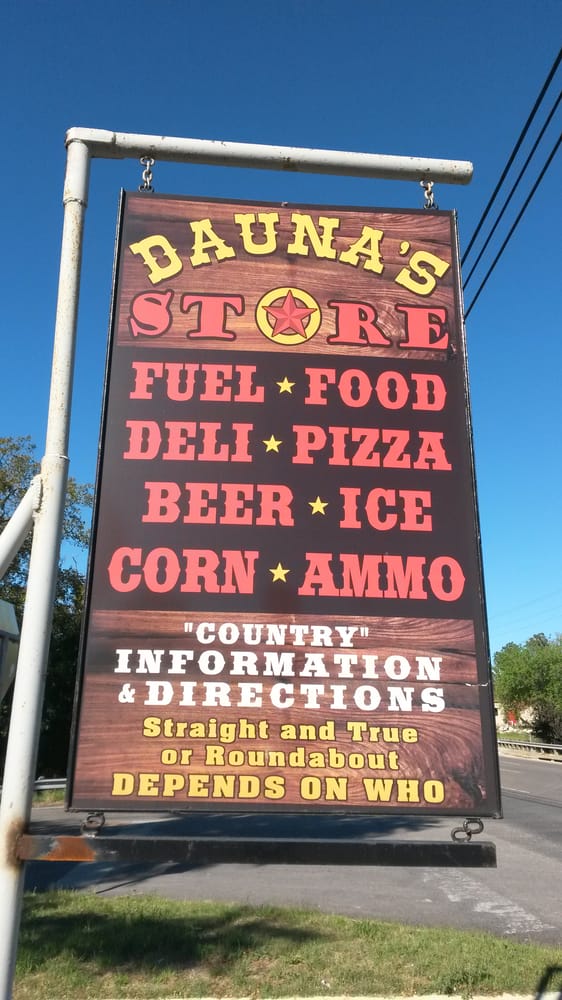 DAUNA'S
STORE
FUEL ★ FOOD
DELI ★ PIZZA
BEER ★ ICE
CORN ★ AMMO
"COUNTRY"
INFORMATION
& DIRECTIONS
Straight and True
or Roundabout
DEPENDS ON WHO